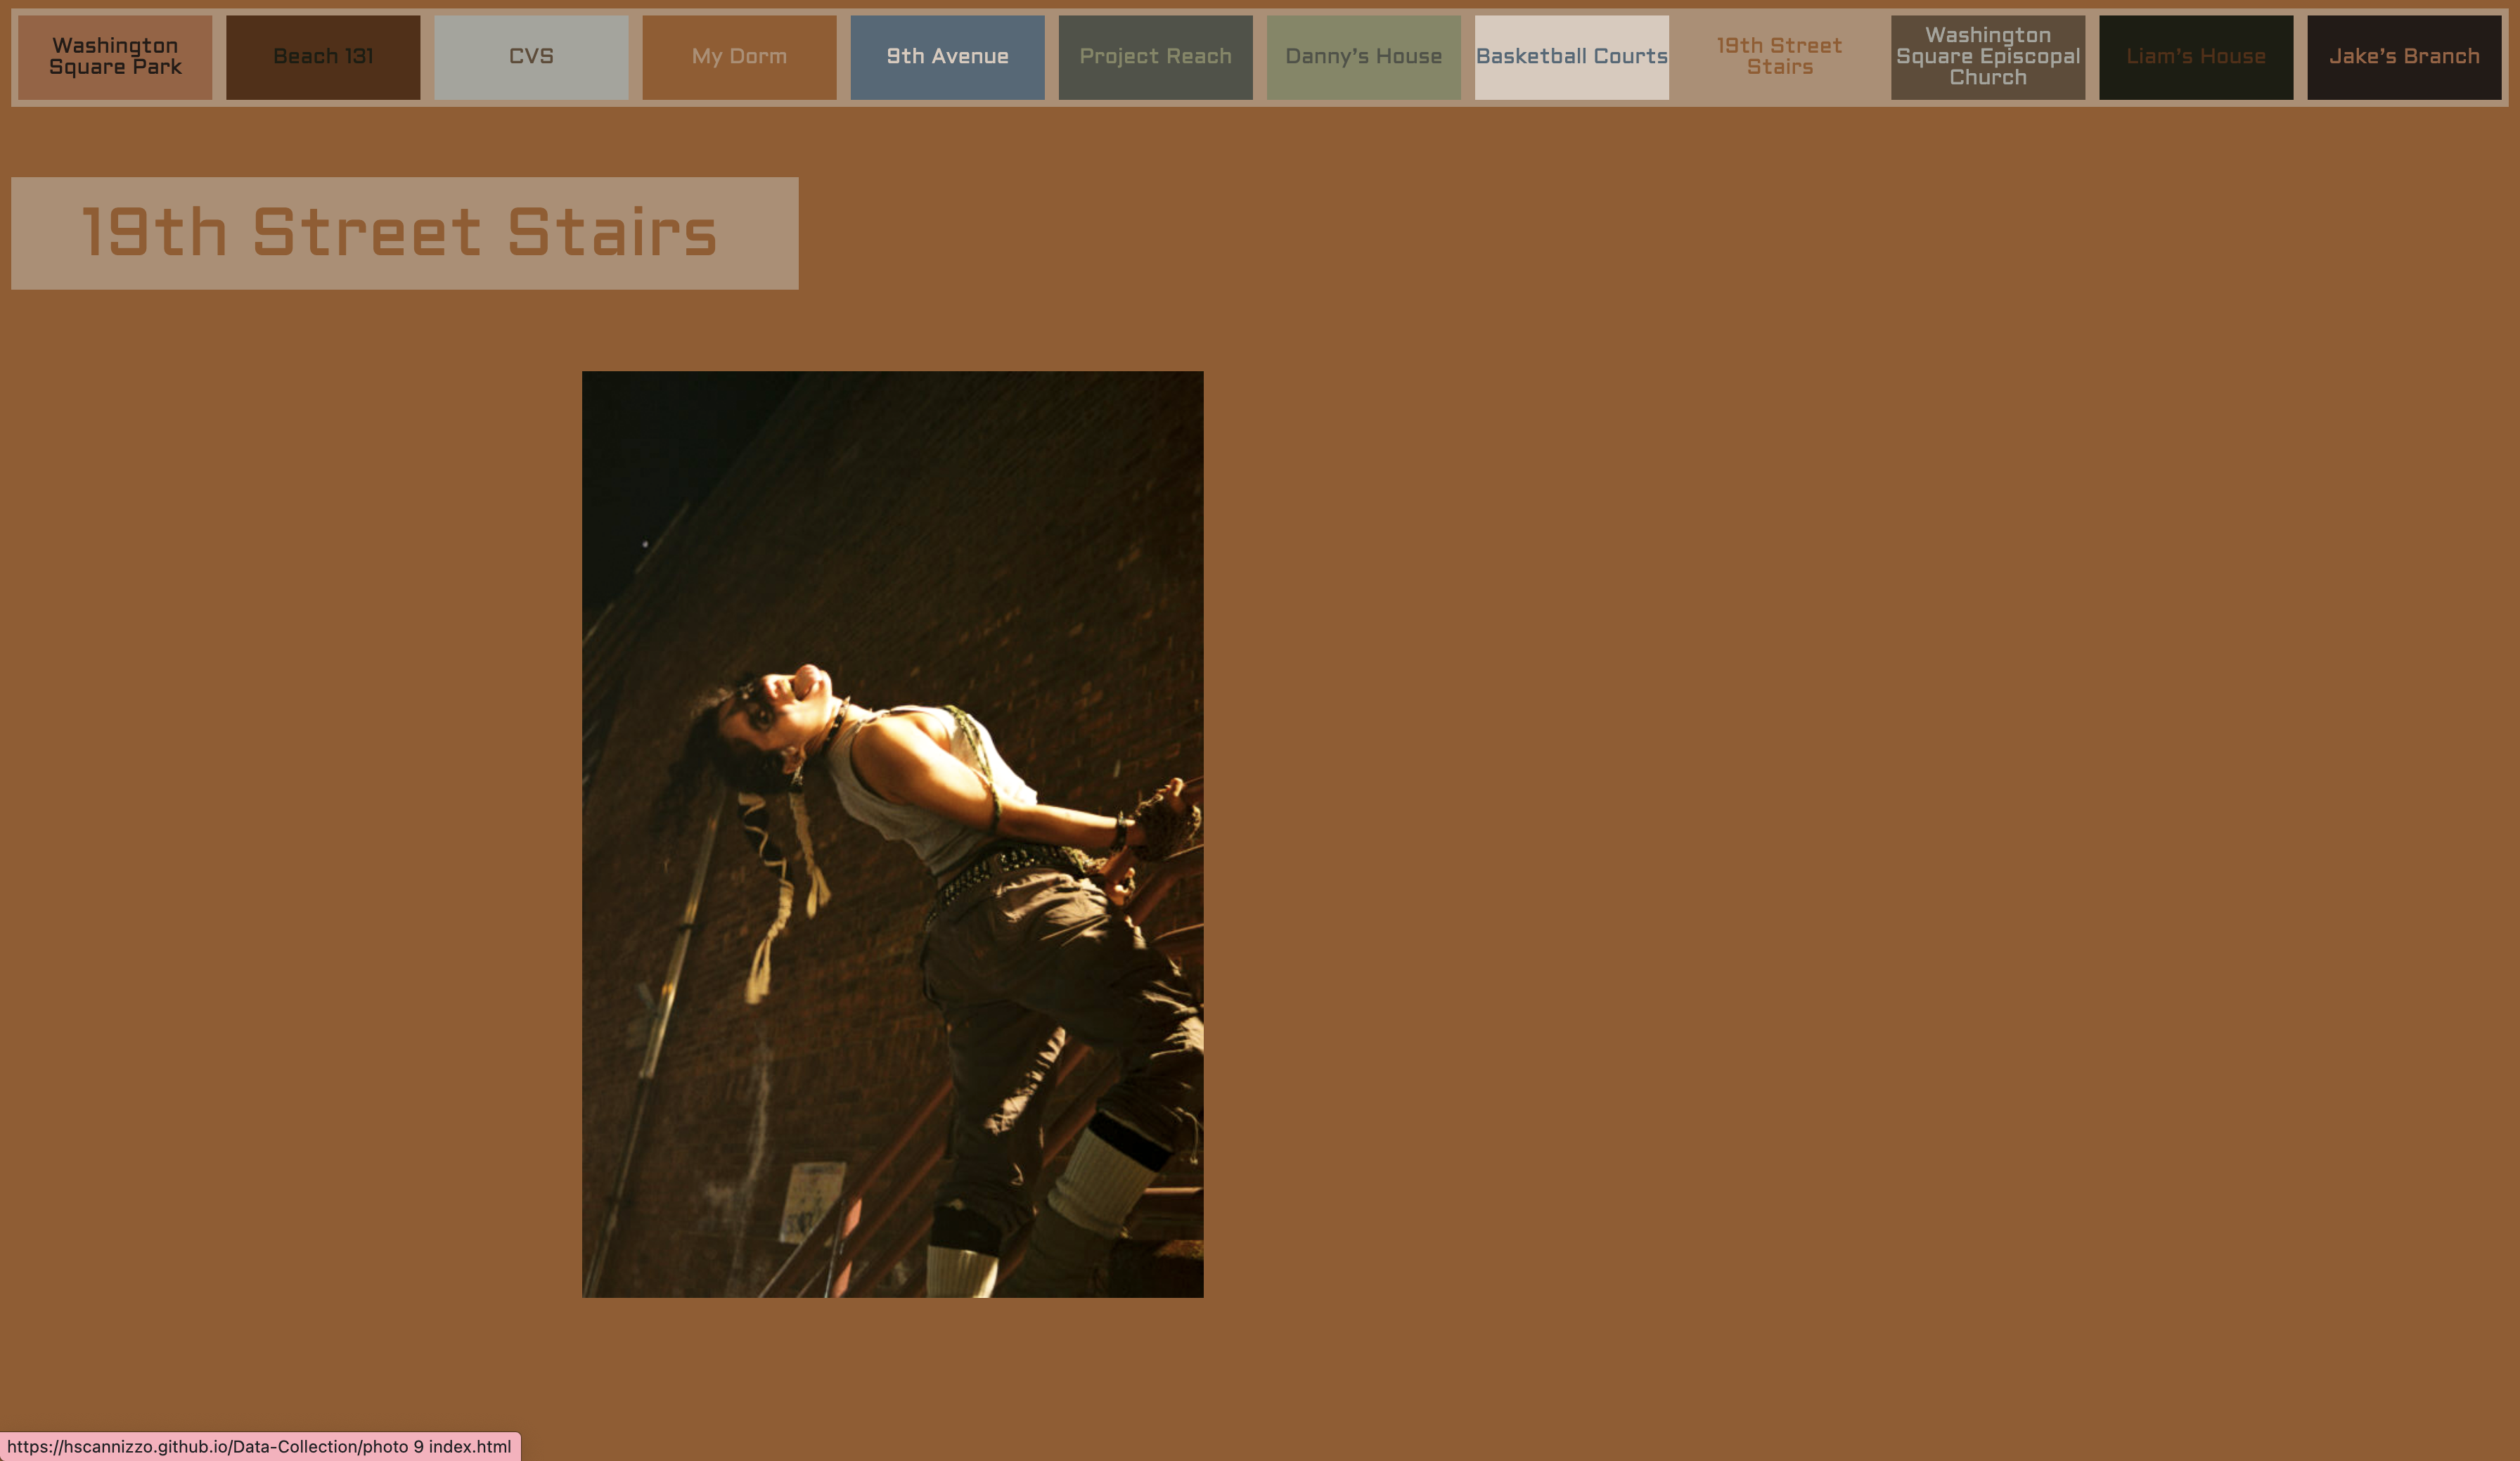 Washington
Square Park
Beach 131
CVS
My Dorm
9th Avenue
Project Reach
Danny's House
Basketball Courts
19th Street
Stairs
Washington
Square Episcopal
Church
Liam's House
Jake's Branch
19th Street Stairs
https://hscannizzo.github.io/Data-Collection/photo 9 index.html